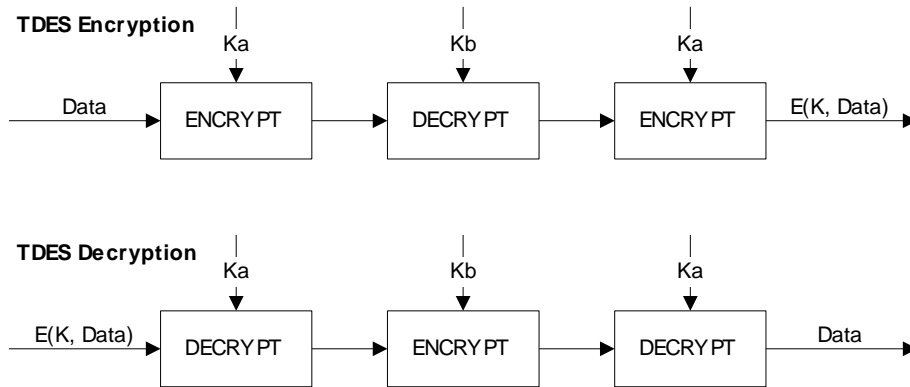 TDES Encryption
Ka
Kb
Ka
Data
ENCRYPT
DECRYPT
ENCRYPT
E(K, Data)
TDES Decryption
Ka
Kb
Ka
E(K, Data)
DECRYPT
ENCRYPT
DECRYPT
Data